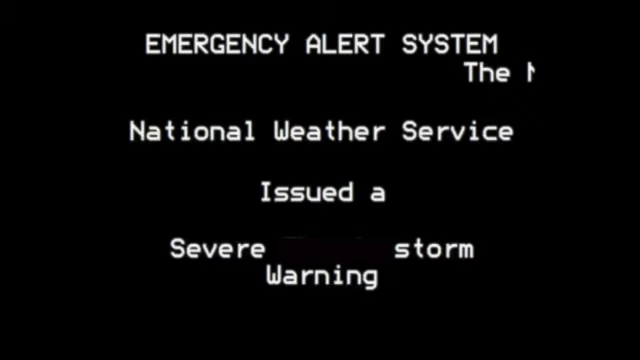 EMERGENCY ALERT SYSTEM
The
National Weather Service
Issued a
Severe storm
Warning